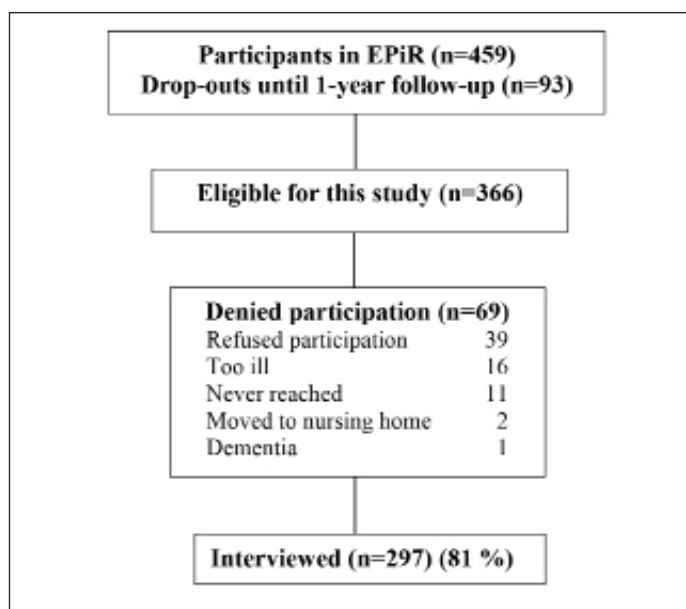 Participants in EPiR (n=459)
Drop-outs until 1-year follow-up (n=93)
Eligible for this study (n=366)
Denied participation (n=69)
Refused participation 39
Too ill 16
Never reached 11
Moved to nursing home 2
Dementia 1
Interviewed (n=297) (81 %)